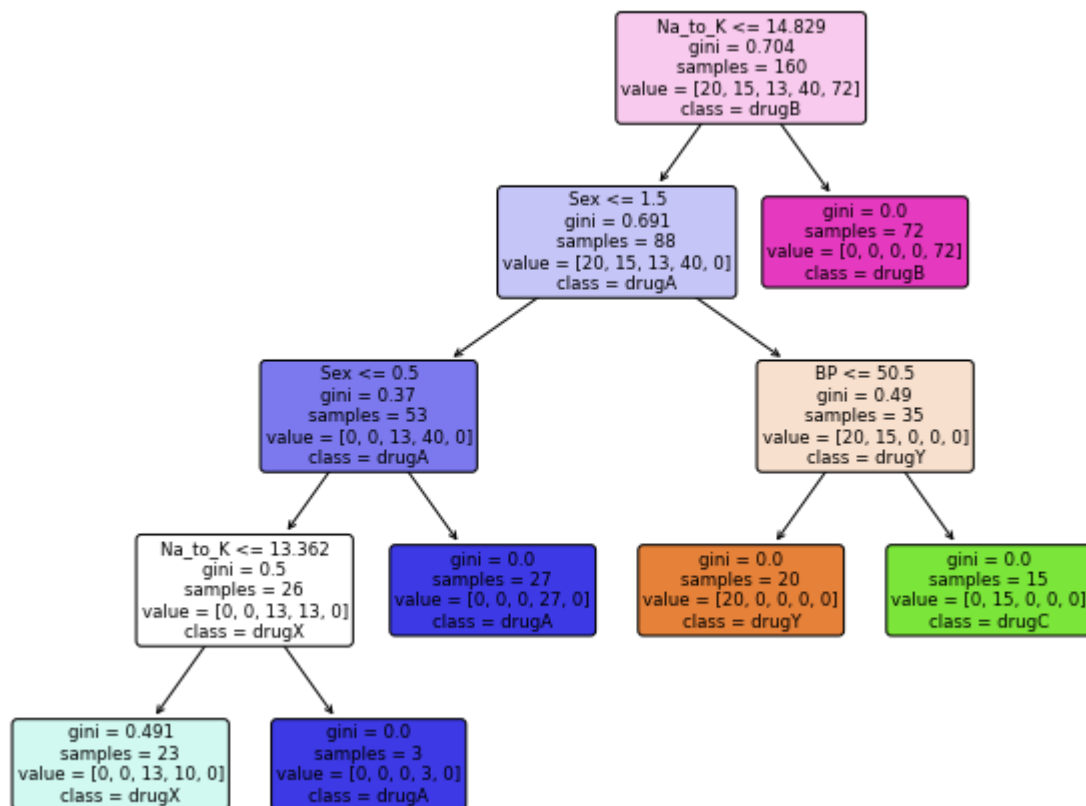 Na_to_K <= 14.829
gini = 0.704
samples = 160
value = [20, 15, 13, 40, 72]
class = drugB
Sex <= 1.5
gini = 0.691
samples = 88
value = [20, 15, 13, 40, 0]
class = drugA
gini = 0.0
samples = 72
value = [0, 0, 0, 0, 72]
class = drugB
Sex <= 0.5
gini = 0.37
samples = 53
value = [0, 0, 13, 40, 0]
class = drugA
BP <= 50.5
gini = 0.49
samples = 35
value = [20, 15, 0, 0, 0]
class = drugY
Na_to_K <= 13.362
gini = 0.5
samples = 26
value = [0, 0, 13, 13, 0]
class = drugX
gini = 0.0
samples = 27
value = [0, 0, 0, 27, 0]
class = drugA
gini = 0.0
samples = 20
value = [20, 0, 0, 0, 0]
class = drugY
gini = 0.0
samples = 15
value = [0, 15, 0, 0, 0]
class = drugC
gini = 0.491
samples = 23
value = [0, 0, 13, 10, 0]
class = drugX
gini = 0.0
samples = 3
value = [0, 0, 0, 3, 0]
class = drugA